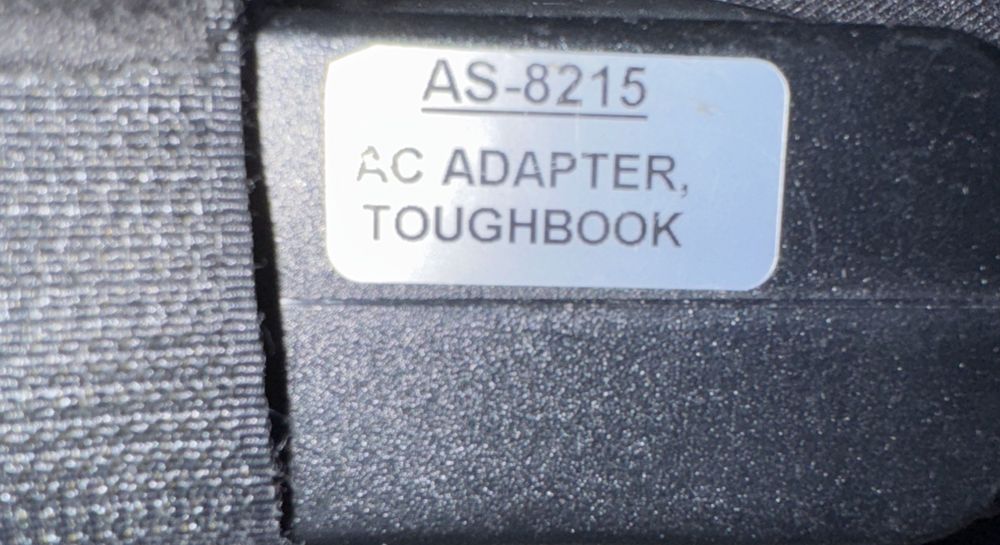 AS-8215
AC ADAPTER,
TOUGHBOOK